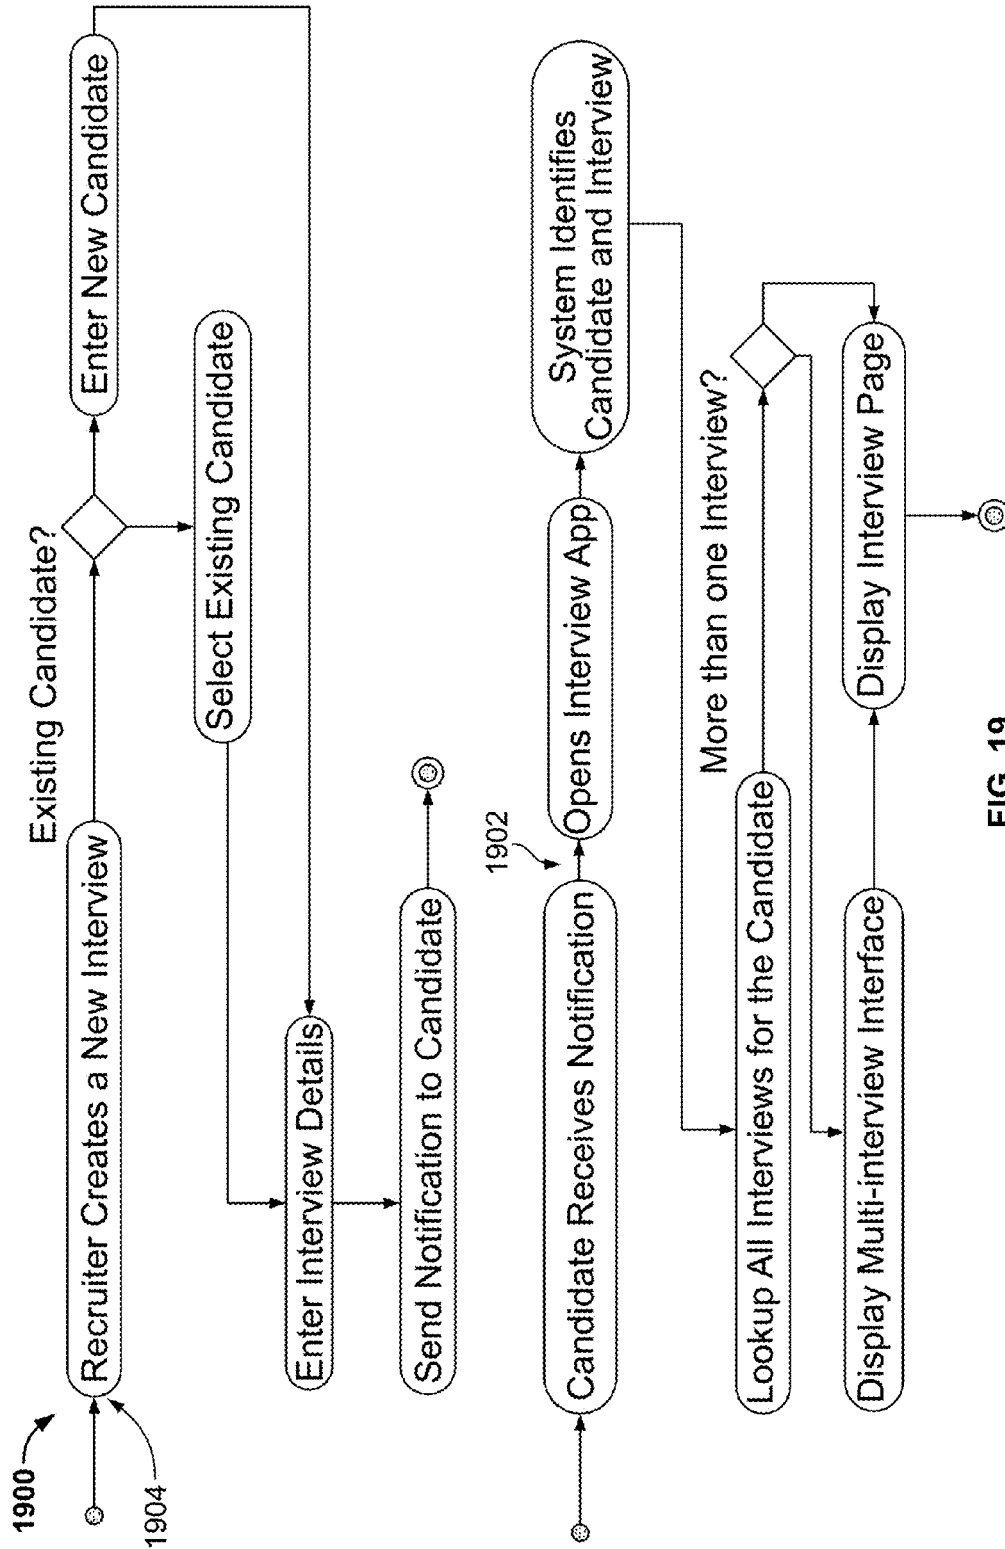 1900
1904
Recruiter Creates a New Interview
Existing Candidate?
Enter New Candidate
Select Existing Candidate
Enter Interview Details
Send Notification to Candidate
1902
Candidate Receives Notification
Opens Interview App
System Identifies
Candidate and Interview
Lookup All Interviews for the Candidate
More than one Interview?
Display Multi-interview Interface
Display Interview Page
FIG. 19